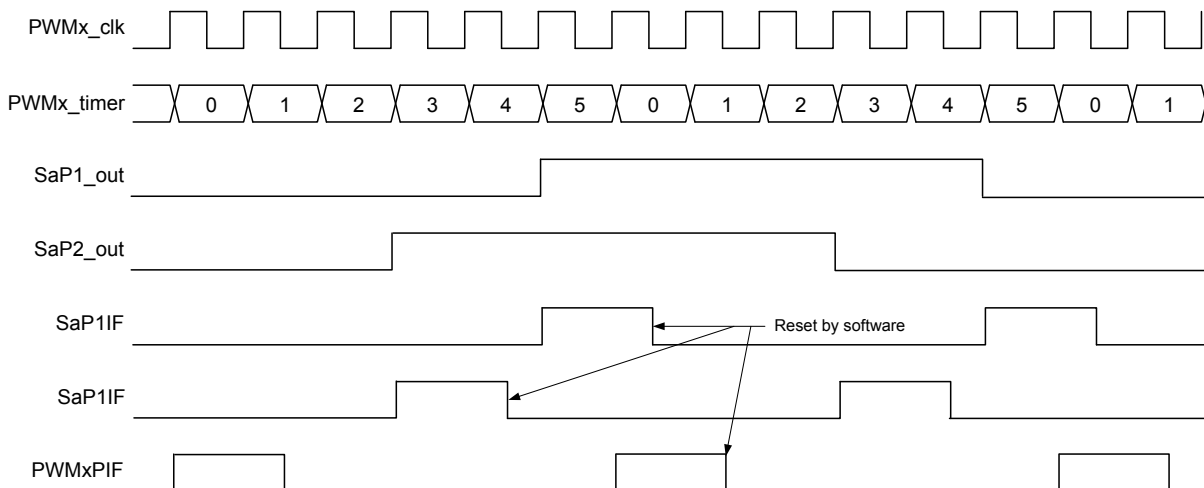 PWMx_clk
PWMx_timer 0 1 2 3 4 5 0 1 2 3 4 5 0 1
SaP1_out
SaP2_out
SaP1IF
Reset by software
SaP1IF
PWMxPIF